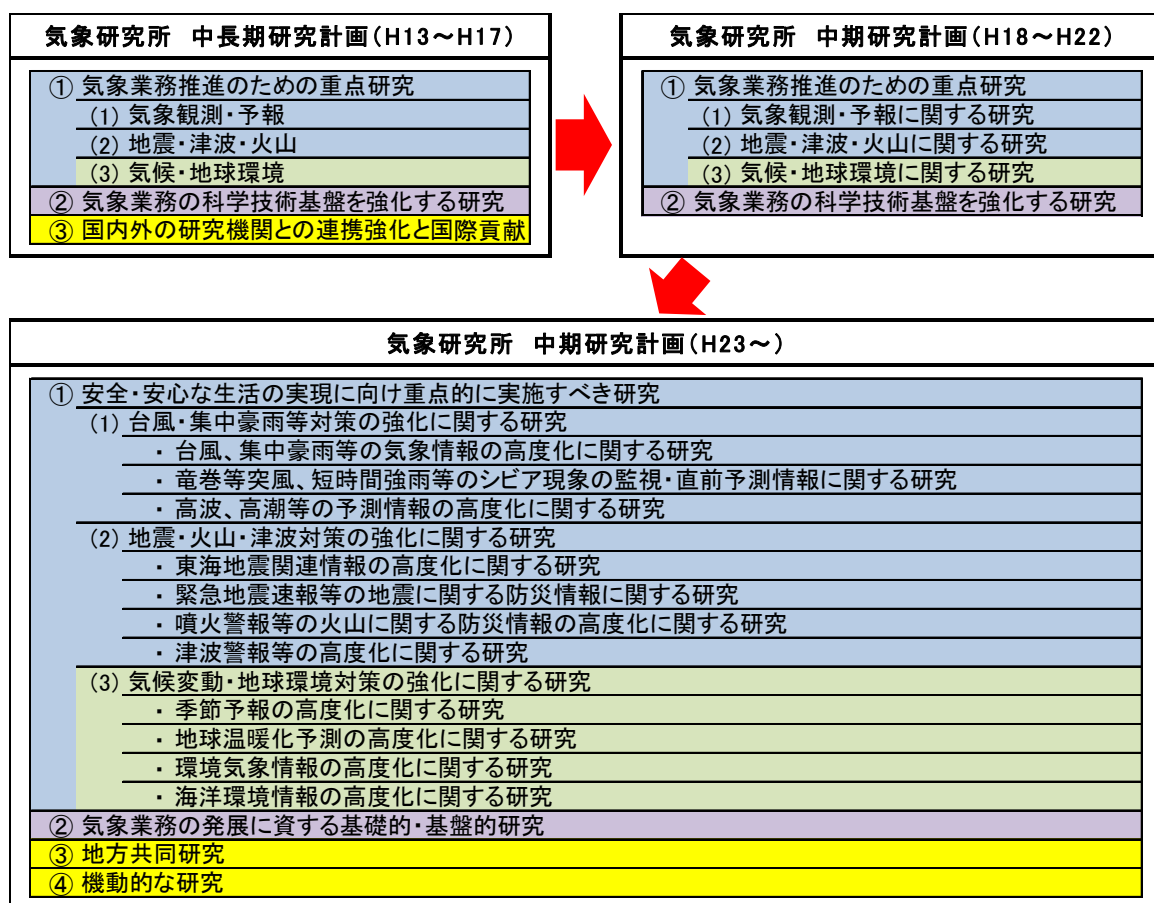 気象研究所　中長期研究計画(H13～H17)
① 気象業務推進のための重点研究
(1) 気象観測・予報
(2) 地震・津波・火山
(3) 気候・地球環境
② 気象業務の科学技術基盤を強化する研究
③ 国内外の研究機関との連携強化と国際貢献
気象研究所　中期研究計画(H18～H22)
① 気象業務推進のための重点研究
(1) 気象観測・予報に関する研究
(2) 地震・津波・火山に関する研究
(3) 気候・地球環境に関する研究
② 気象業務の科学技術基盤を強化する研究
気象研究所　中期研究計画(H23～)
① 安全・安心な生活の実現に向け重点的に実施すべき研究
(1) 台風・集中豪雨等対策の強化に関する研究
・ 台風、集中豪雨等の気象情報の高度化に関する研究
・ 竜巻等突風、短時間強雨等のシビア現象の監視・直前予測情報に関する研究
・ 高波、高潮等の予測情報の高度化に関する研究
(2) 地震・火山・津波対策の強化に関する研究
・ 東海地震関連情報の高度化に関する研究
・ 緊急地震速報等の地震に関する防災情報に関する研究
・ 噴火警報等の火山に関する防災情報の高度化に関する研究
・ 津波警報等の高度化に関する研究
(3) 気候変動・地球環境対策の強化に関する研究
・ 季節予報の高度化に関する研究
・ 地球温暖化予測の高度化に関する研究
・ 環境気象情報の高度化に関する研究
・ 海洋環境情報の高度化に関する研究
② 気象業務の発展に資する基礎的・基盤的研究
③ 地方共同研究
④ 機動的な研究